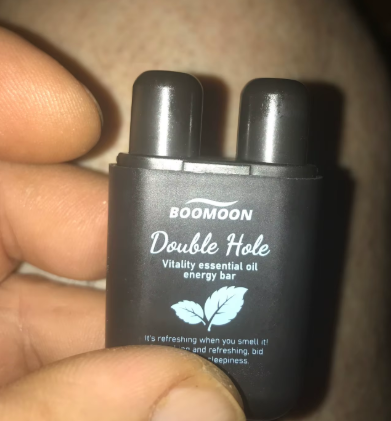 BOOMOON
Double Hole
Vitality essential oil
energy bar
It's refreshing when you smell it!
and refreshing, bid
sleepiness.